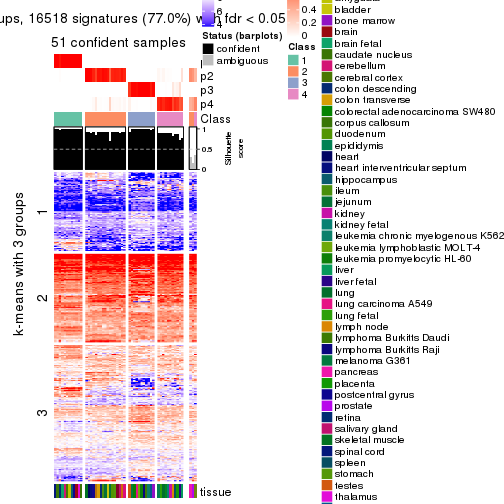 ups, 16518 signatures (77.0%) with fdr < 0.05
51 confident samples
p2
p3
p4
Class
1
0.5
0
Silhouette
score
k-means with 3 groups
1
2
3
tissue
4
Status (barplots)
confident
ambiguous
0.4
0.2
0
Class
1
2
3
4
bladder
bone marrow
brain
brain fetal
caudate nucleus
cerebellum
cerebral cortex
colon descending
colon transverse
colorectal adenocarcinoma SW480
corpus callosum
duodenum
epididymis
heart
heart interventricular septum
hippocampus
ileum
jejunum
kidney
kidney fetal
leukemia chronic myelogenous K562
leukemia lymphoblastic MOLT-4
leukemia promyelocytic HL-60
liver
liver fetal
lung
lung carcinoma A549
lung fetal
lymph node
lymphoma Burkitts Daudi
lymphoma Burkitts Raji
melanoma G361
pancreas
placenta
postcentral gyrus
prostate
retina
salivary gland
skeletal muscle
spinal cord
spleen
stomach
testes
thalamus